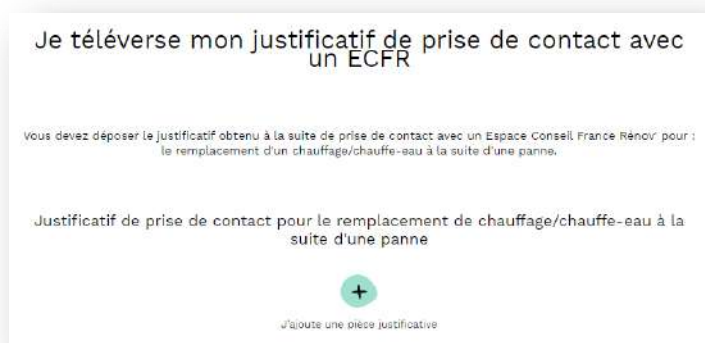 Je téléverse mon justificatif de prise de contact avec
un ECFR
Vous devez déposer le justificatif obtenu à la suite de prise de contact avec un Espace Conseil France Rénov' pour :
le remplacement d'un chauffage/chauffe-eau à la suite d'une panne.
Justificatif de prise de contact pour le remplacement de chauffage/chauffe-eau à la
suite d'une panne
+
J'ajoute une pièce justificative